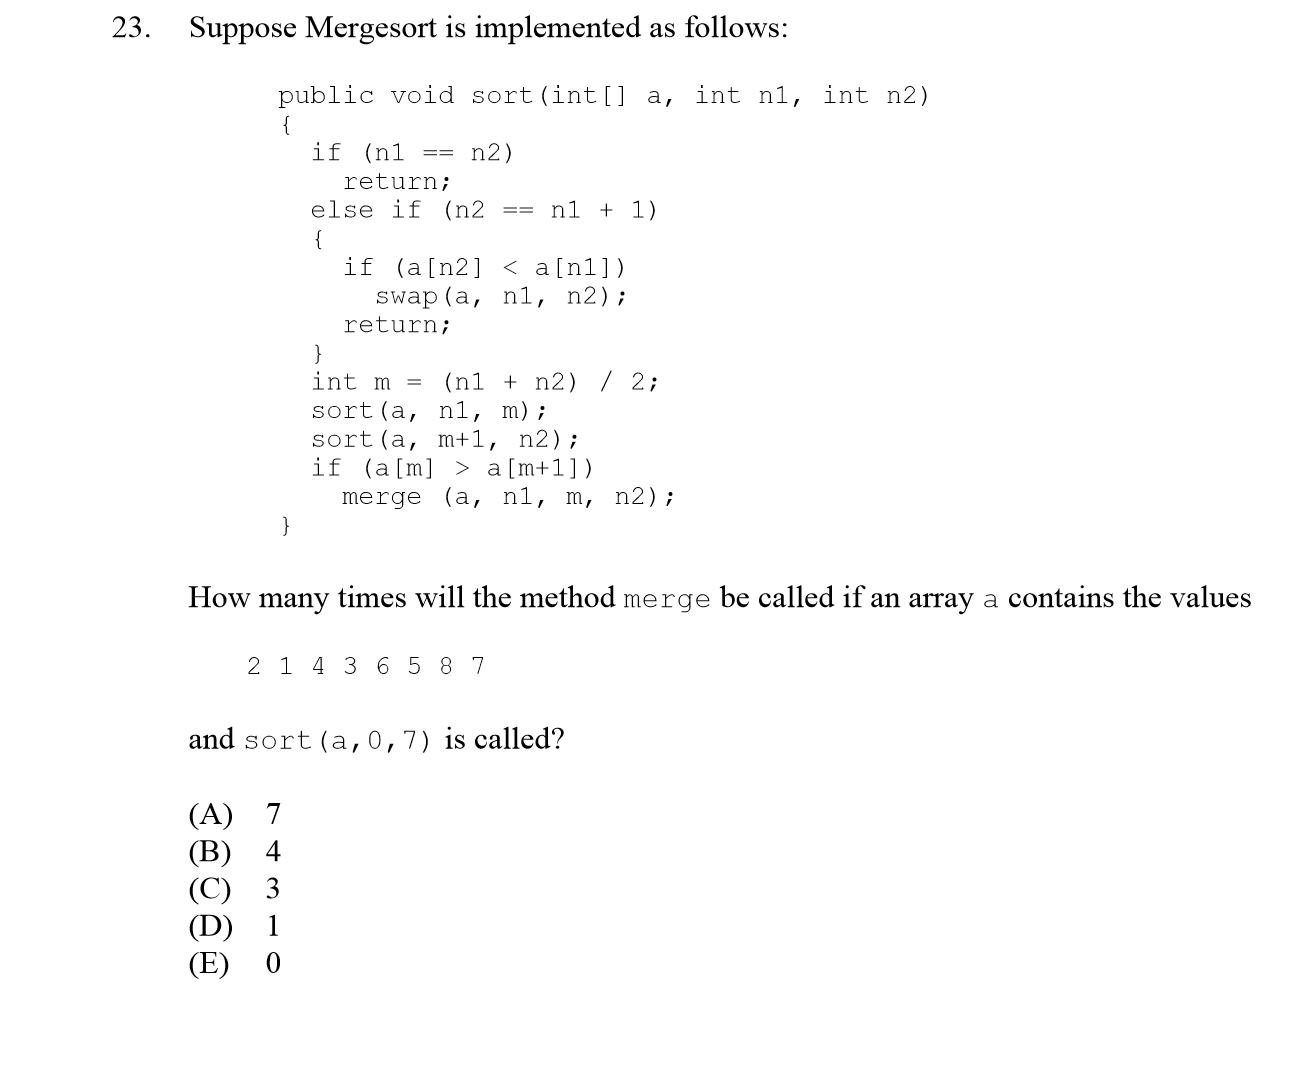 23. Suppose Mergesort is implemented as follows:
public void sort(int[] a, int n1, int n2)
{
if (n1 == n2)
return;
else if (n2 == n1 + 1)
{
if (a[n2] < a[n1])
swap(a, n1, n2);
return;
}
int m = (n1 + n2) / 2;
sort(a, n1, m);
sort(a, m+1, n2);
if (a[m] > a[m+1])
merge (a, n1, m, n2);
}
How many times will the method merge be called if an array a contains the values
2 1 4 3 6 5 8 7
and sort(a,0,7) is called?
(A) 7
(B) 4
(C) 3
(D) 1
(E) 0